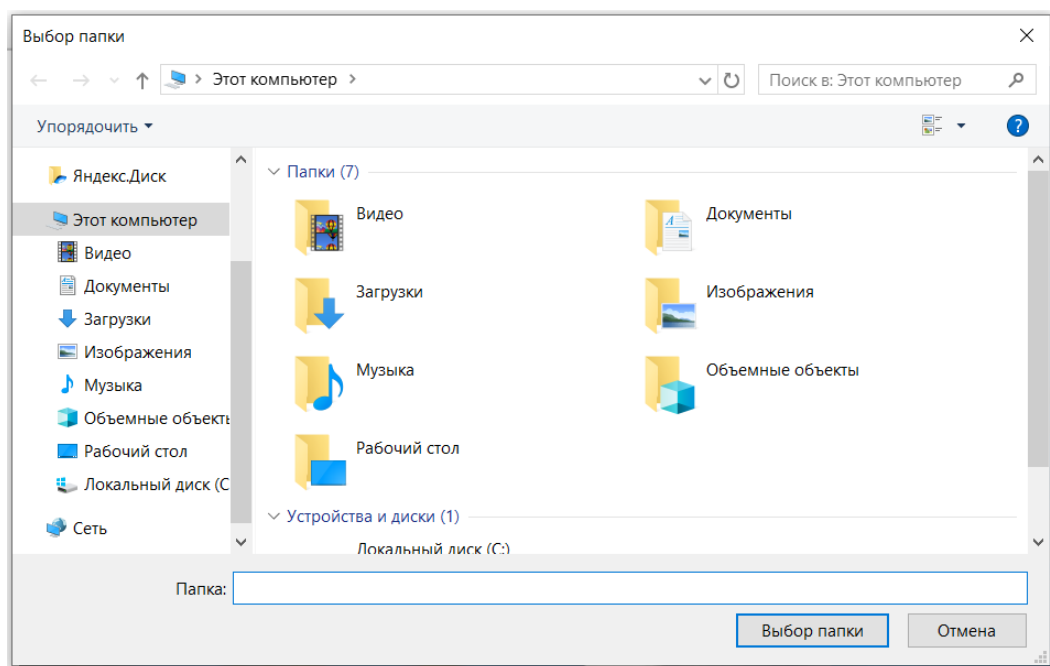 Выбор папки
Этот компьютер
Поиск в: Этот компьютер
Упорядочить
?
Яндекс.Диск
Этот компьютер
Видео
Документы
Загрузки
Изображения
Музыка
Объемные объекть
Рабочий стол
Локальный диск (С
Сеть
Папки (7)
Видео
Документы
Загрузки
Изображения
Музыка
Объемные объекты
Рабочий стол
Устройства и диски (1)
Локальный диск (C:)
Папка:
Выбор папки
Отмена